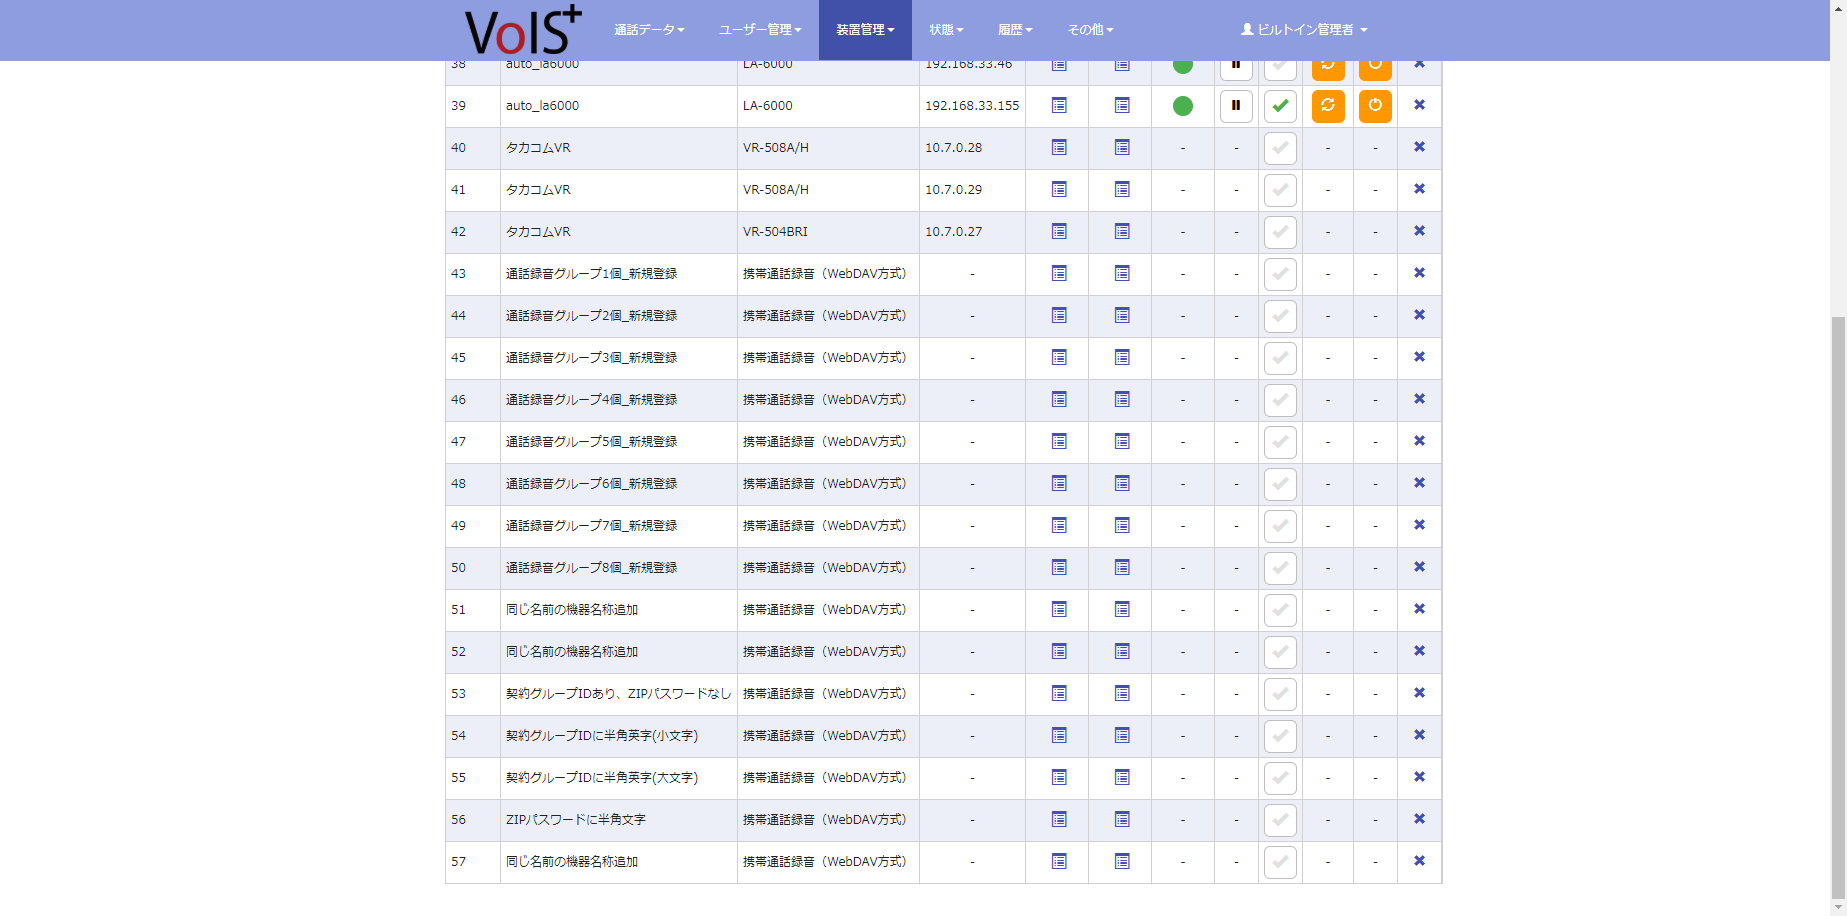 VoIS+ 通話データ ユーザー管理 装置管理 状態 履歴 その他 ビルトイン管理者
38 auto_la6000 LA-6000 192.168.33.46
39 auto_la6000 LA-6000 192.168.33.155
40 タカコムVR VR-508A/H 10.7.0.28 - - - -
41 タカコムVR VR-508A/H 10.7.0.29 - - - -
42 タカコムVR VR-504BRI 10.7.0.27 - - - -
43 通話録音グループ1個_新規登録 携帯通話録音（WebDAV方式） - - - - -
44 通話録音グループ2個_新規登録 携帯通話録音（WebDAV方式） - - - - -
45 通話録音グループ3個_新規登録 携帯通話録音（WebDAV方式） - - - - -
46 通話録音グループ4個_新規登録 携帯通話録音（WebDAV方式） - - - - -
47 通話録音グループ5個_新規登録 携帯通話録音（WebDAV方式） - - - - -
48 通話録音グループ6個_新規登録 携帯通話録音（WebDAV方式） - - - - -
49 通話録音グループ7個_新規登録 携帯通話録音（WebDAV方式） - - - - -
50 通話録音グループ8個_新規登録 携帯通話録音（WebDAV方式） - - - - -
51 同じ名前の機器名称追加 携帯通話録音（WebDAV方式） - - - - -
52 同じ名前の機器名称追加 携帯通話録音（WebDAV方式） - - - - -
53 契約グループIDあり、ZIPパスワードなし 携帯通話録音（WebDAV方式） - - - - -
54 契約グループIDに半角英字(小文字) 携帯通話録音（WebDAV方式） - - - - -
55 契約グループIDに半角英字(大文字) 携帯通話録音（WebDAV方式） - - - - -
56 ZIPパスワードに半角文字 携帯通話録音（WebDAV方式） - - - - -
57 同じ名前の機器名称追加 携帯通話録音（WebDAV方式） - - - - -